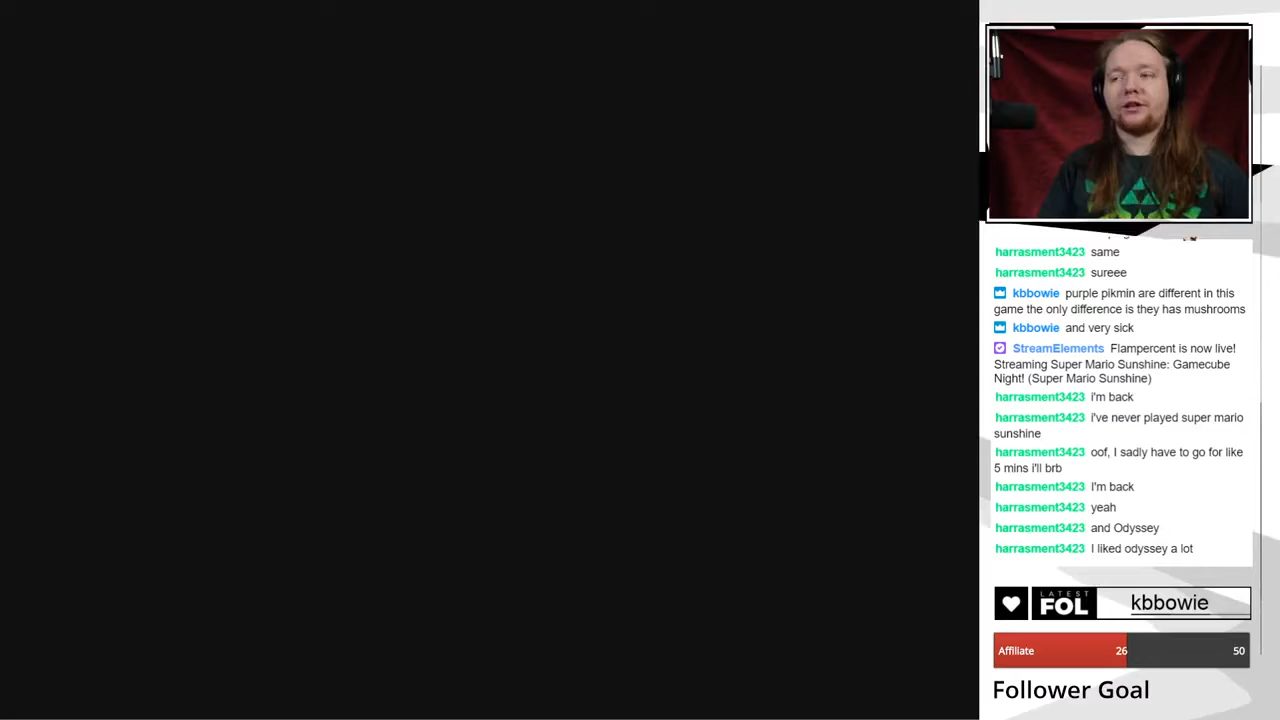 harrasment3423 same
harrasment3423 sureee
kbbowie purple pikmin are different in this
game the only difference is they has mushrooms
kbbowie and very sick
StreamElements Flampercent is now live!
Streaming Super Mario Sunshine: Gamecube
Night! (Super Mario Sunshine)
harrasment3423 i'm back
harrasment3423 i've never played super mario
sunshine
harrasment3423 oof, I sadly have to go for like
5 mins i'll brb
harrasment3423 I'm back
harrasment3423 yeah
harrasment3423 and Odyssey
harrasment3423 I liked odyssey a lot
LATEST
FOL kbbowie
Affiliate 26 50
Follower Goal